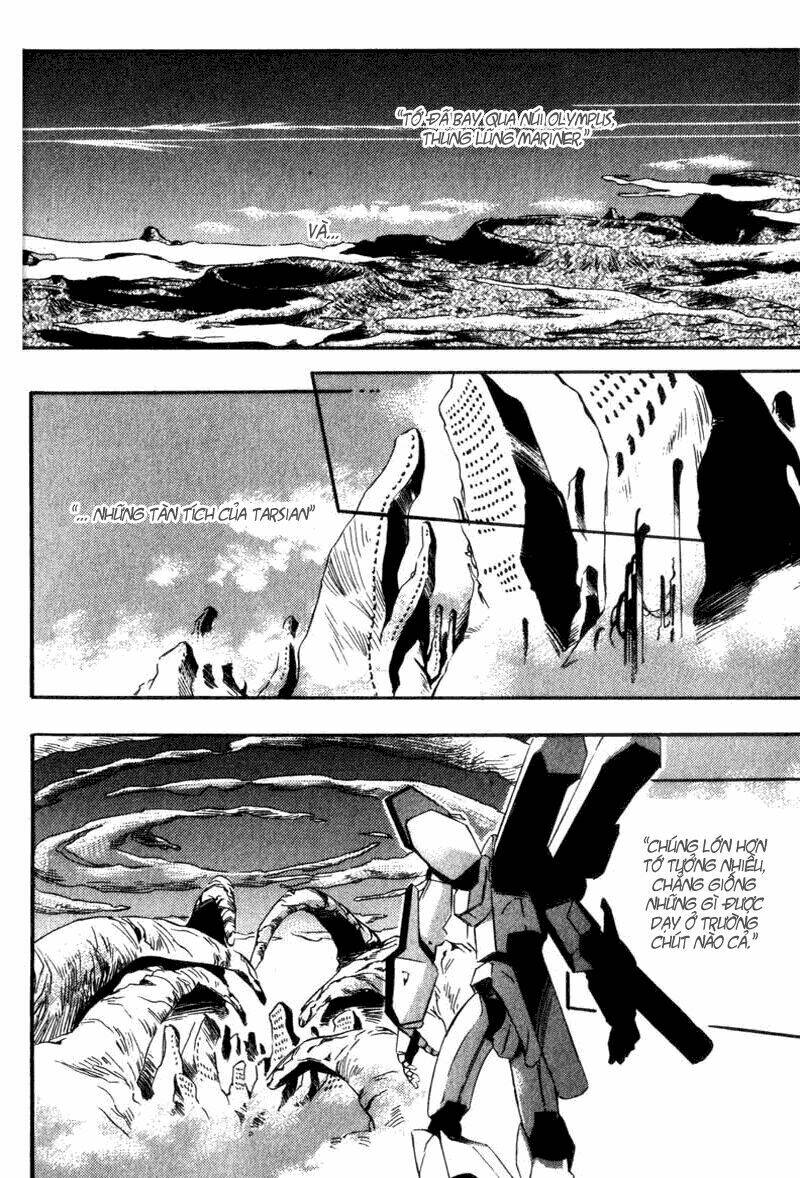 "TỚ ĐÃ BAY QUA NÚI OLYMPUS,
THUNG LŨNG MARINER,"
VÀ...
"... NHỮNG TÀN TÍCH CỦA TARSIAN"
"CHÚNG LỚN HƠN
TỚ TƯỞNG NHIỀU,
CHẲNG GIỐNG
NHỮNG GÌ ĐƯỢC
DẠY Ở TRƯỜNG
CHÚT NÀO CẢ."